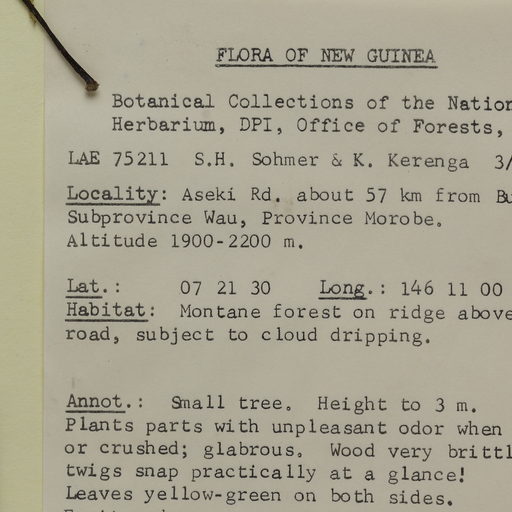 FLORA OF NEW GUINEA
Botanical Collections of the Nation
Herbarium, DPI, Office of Forests,
LAE 75211 S.H. Sohmer & K. Kerenga 3/
Locality: Aseki Rd. about 57 km from Bu
Subprovince Wau, Province Morobe.
Altitude 1900-2200 m.
Lat.: 07 21 30 Long.: 146 11 00
Habitat: Montane forest on ridge above
road, subject to cloud dripping.
Annot.: Small tree. Height to 3 m.
Plants parts with unpleasant odor when
or crushed; glabrous. Wood very brittl
twigs snap practically at a glance!
Leaves yellow-green on both sides.